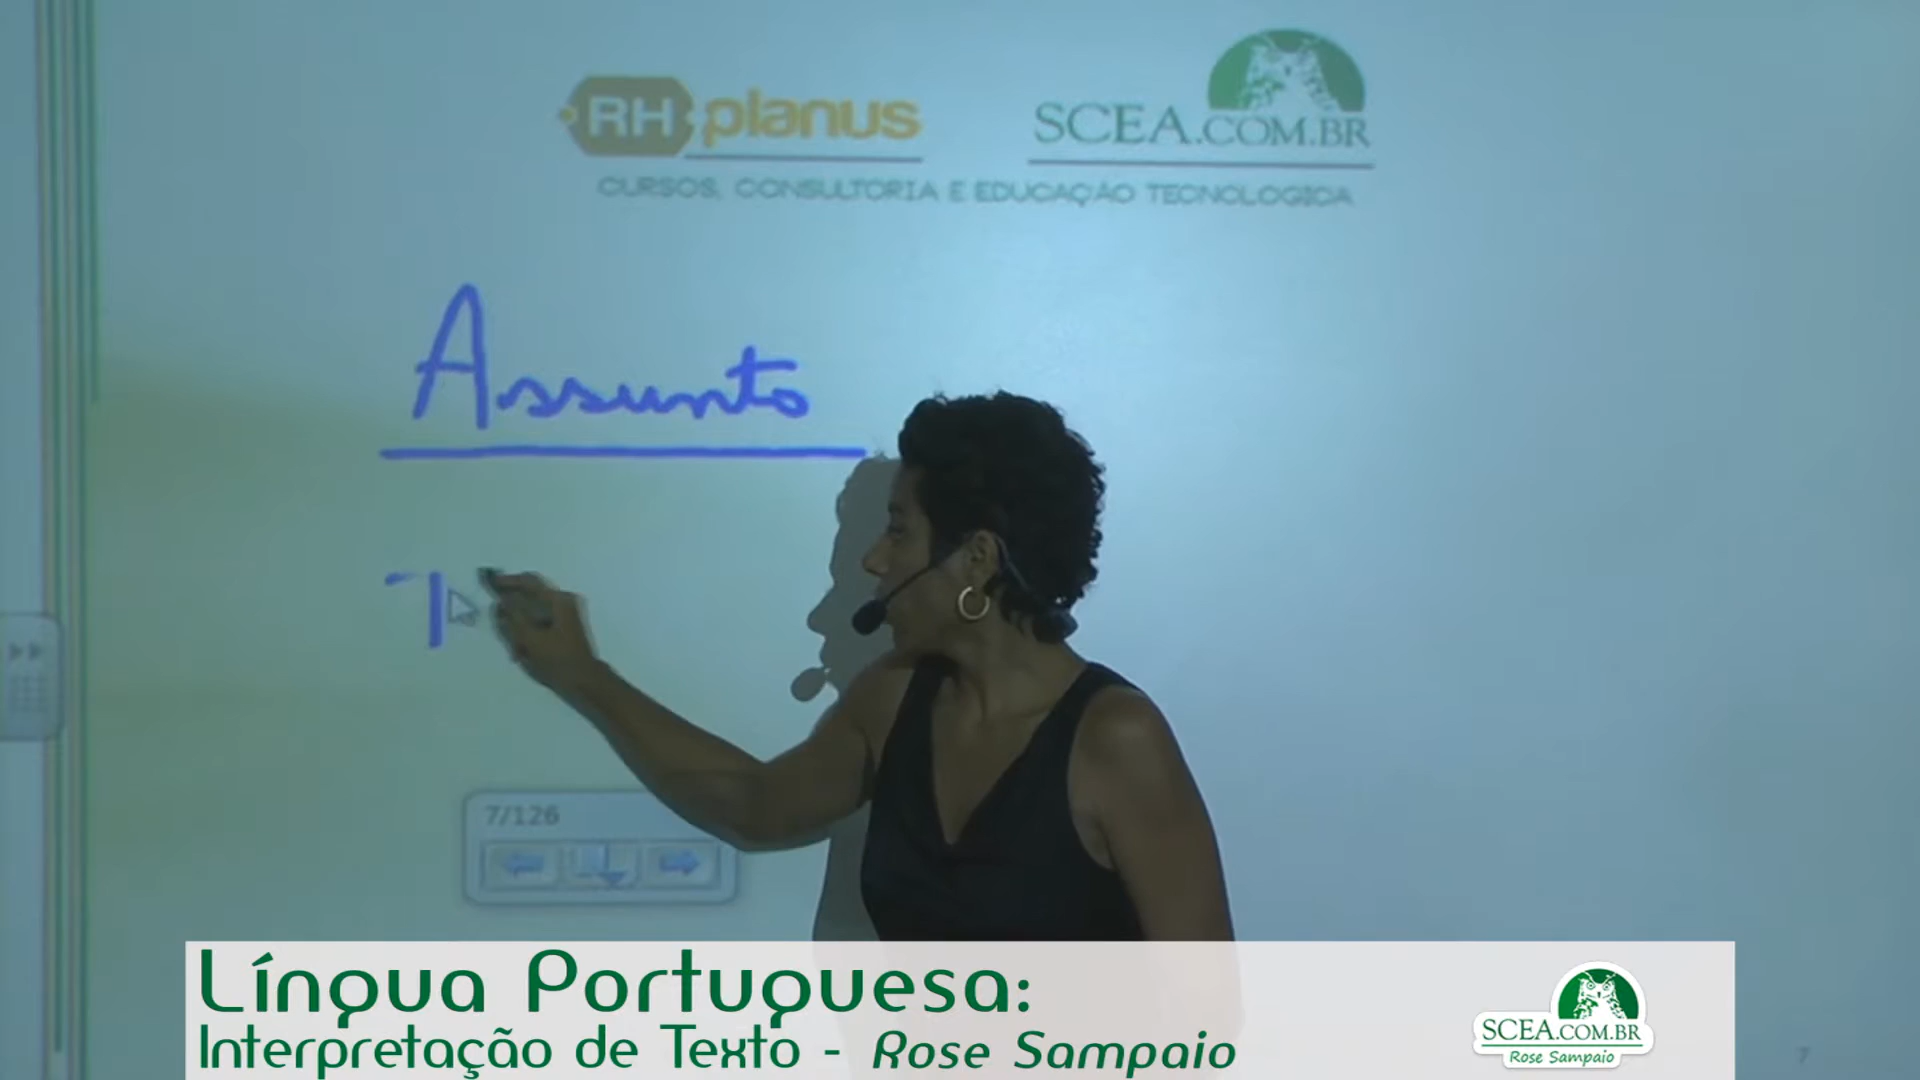 RH planus
SCEA.COM.BR
CURSOS, CONSULTORIA E EDUCAÇÃO TECNOLOGICA
Assunto
T
7/126
Língua Portuguesa:
Interpretação de Texto - Rose Sampaio
SCEA.COM.BR
Rose Sampaio
7